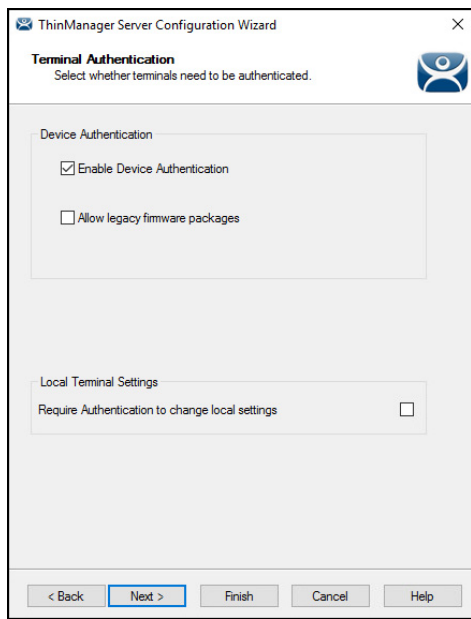 ThinManager Server Configuration Wizard
Terminal Authentication
Select whether terminals need to be authenticated.
Device Authentication
Enable Device Authentication
Allow legacy firmware packages
Local Terminal Settings
Require Authentication to change local settings
< Back Next > Finish Cancel Help